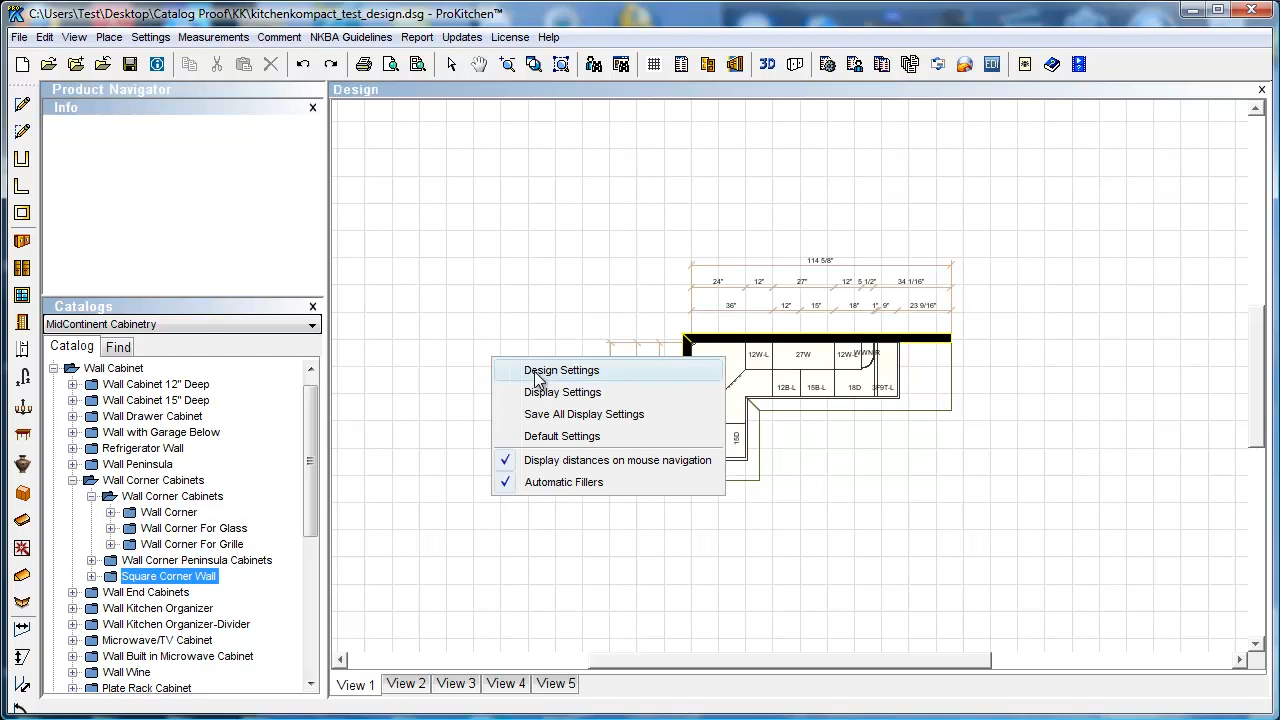 C:\Users\Test\Desktop\Catalog Proof\KK\kitchenkompact_test_design.dsg - ProKitchen™
File Edit View Place Settings Measurements Comment NKBA Guidelines Report Updates License Help
3D EDI
Product Navigator
Info
Catalogs
MidContinent Cabinetry
Catalog Find
Wall Cabinet
Wall Cabinet 12" Deep
Wall Cabinet 15" Deep
Wall Drawer Cabinet
Wall with Garage Below
Refrigerator Wall
Wall Peninsula
Wall Corner Cabinets
Wall Corner Cabinets
Wall Corner
Wall Corner For Glass
Wall Corner For Grille
Wall Corner Peninsula Cabinets
Square Corner Wall
Wall End Cabinets
Wall Kitchen Organizer
Wall Kitchen Organizer-Divider
Microwave/TV Cabinet
Wall Built in Microwave Cabinet
Wall Wine
Plate Rack Cabinet
Design
114 5/8"
24" 12" 27" 12" 5 1/2" 34 1/16"
36" 12" 15" 18" 1" 9" 23 9/16"
12W-L 27W
12B-L 15B-L 18D
15D
Design Settings
Display Settings
Save All Display Settings
Default Settings
Display distances on mouse navigation
Automatic Fillers
View 1 View 2 View 3 View 4 View 5